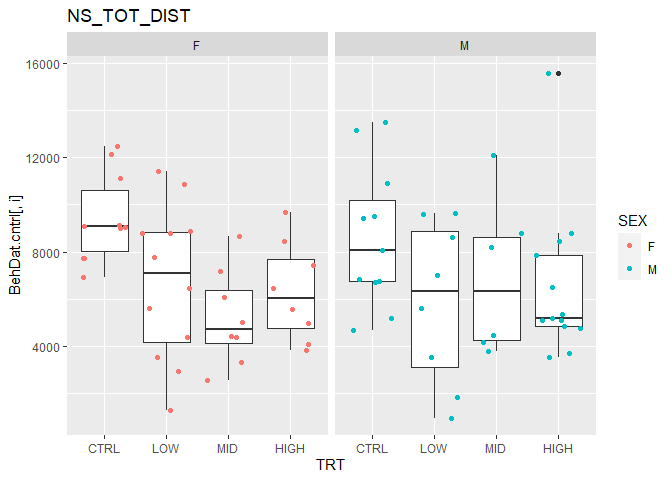 NS_TOT_DIST
F
M
16000
12000
8000
4000
BehDat.cntrl[, i]
CTRL
LOW
MID
HIGH
CTRL
LOW
MID
HIGH
TRT
SEX
F
M